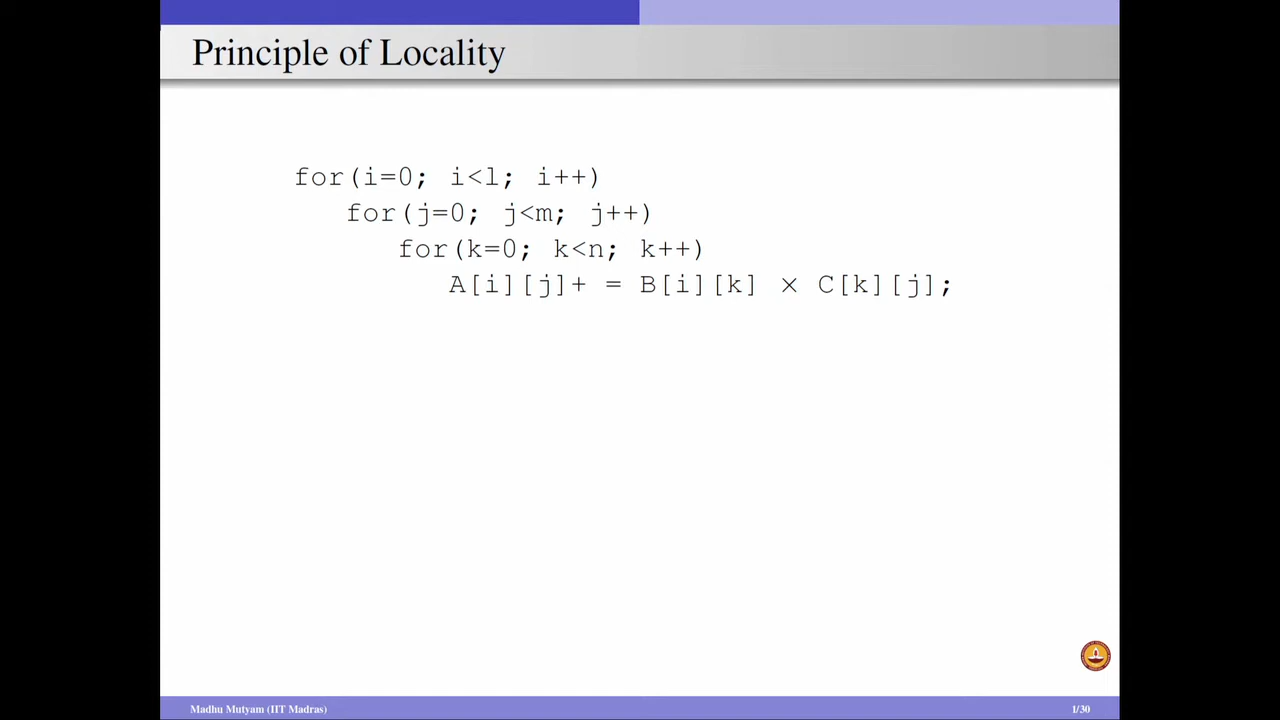 Principle of Locality
for(i=0; i<l; i++)
for(j=0; j<m; j++)
for(k=0; k<n; k++)
A[i][j]+ = B[i][k] × C[k][j];
Madhu Mutyam (IIT Madras)
1/30